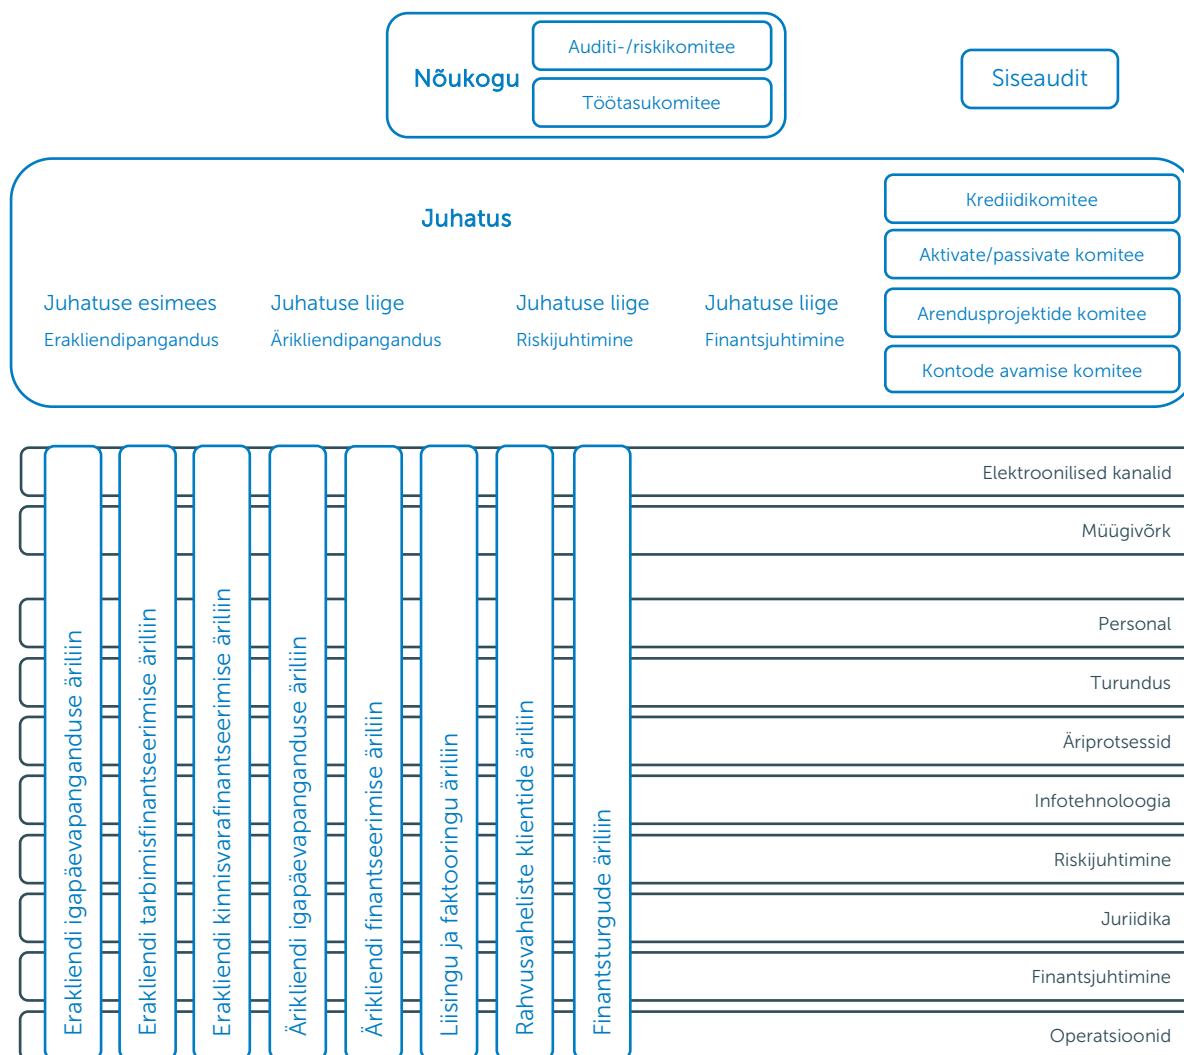 Nõukogu
Auditi-/riskikomitee
Töötasukomitee
Siseaudit
Juhatus
Juhatuse esimees
Erakliendipangandus
Juhatuse liige
Ärikliendipangandus
Juhatuse liige
Riskijuhtimine
Juhatuse liige
Finantsjuhtimine
Krediidikomitee
Aktivate/passivate komitee
Arendusprojektide komitee
Kontode avamise komitee
Erakliendi igapäevapanganduse äriliin
Erakliendi tarbimisfinantseerimise äriliin
Erakliendi kinnisvarafinantseerimise äriliin
Ärikliendi igapäevapanganduse äriliin
Ärikliendi finantseerimise äriliin
Liisingu ja faktooringu äriliin
Rahvusvaheliste klientide äriliin
Finantsturgude äriliin
Elektroonilised kanalid
Müügivõrk
Personal
Turundus
Äriprotsessid
Infotehnoloogia
Riskijuhtimine
Juriidika
Finantsjuhtimine
Operatsioonid